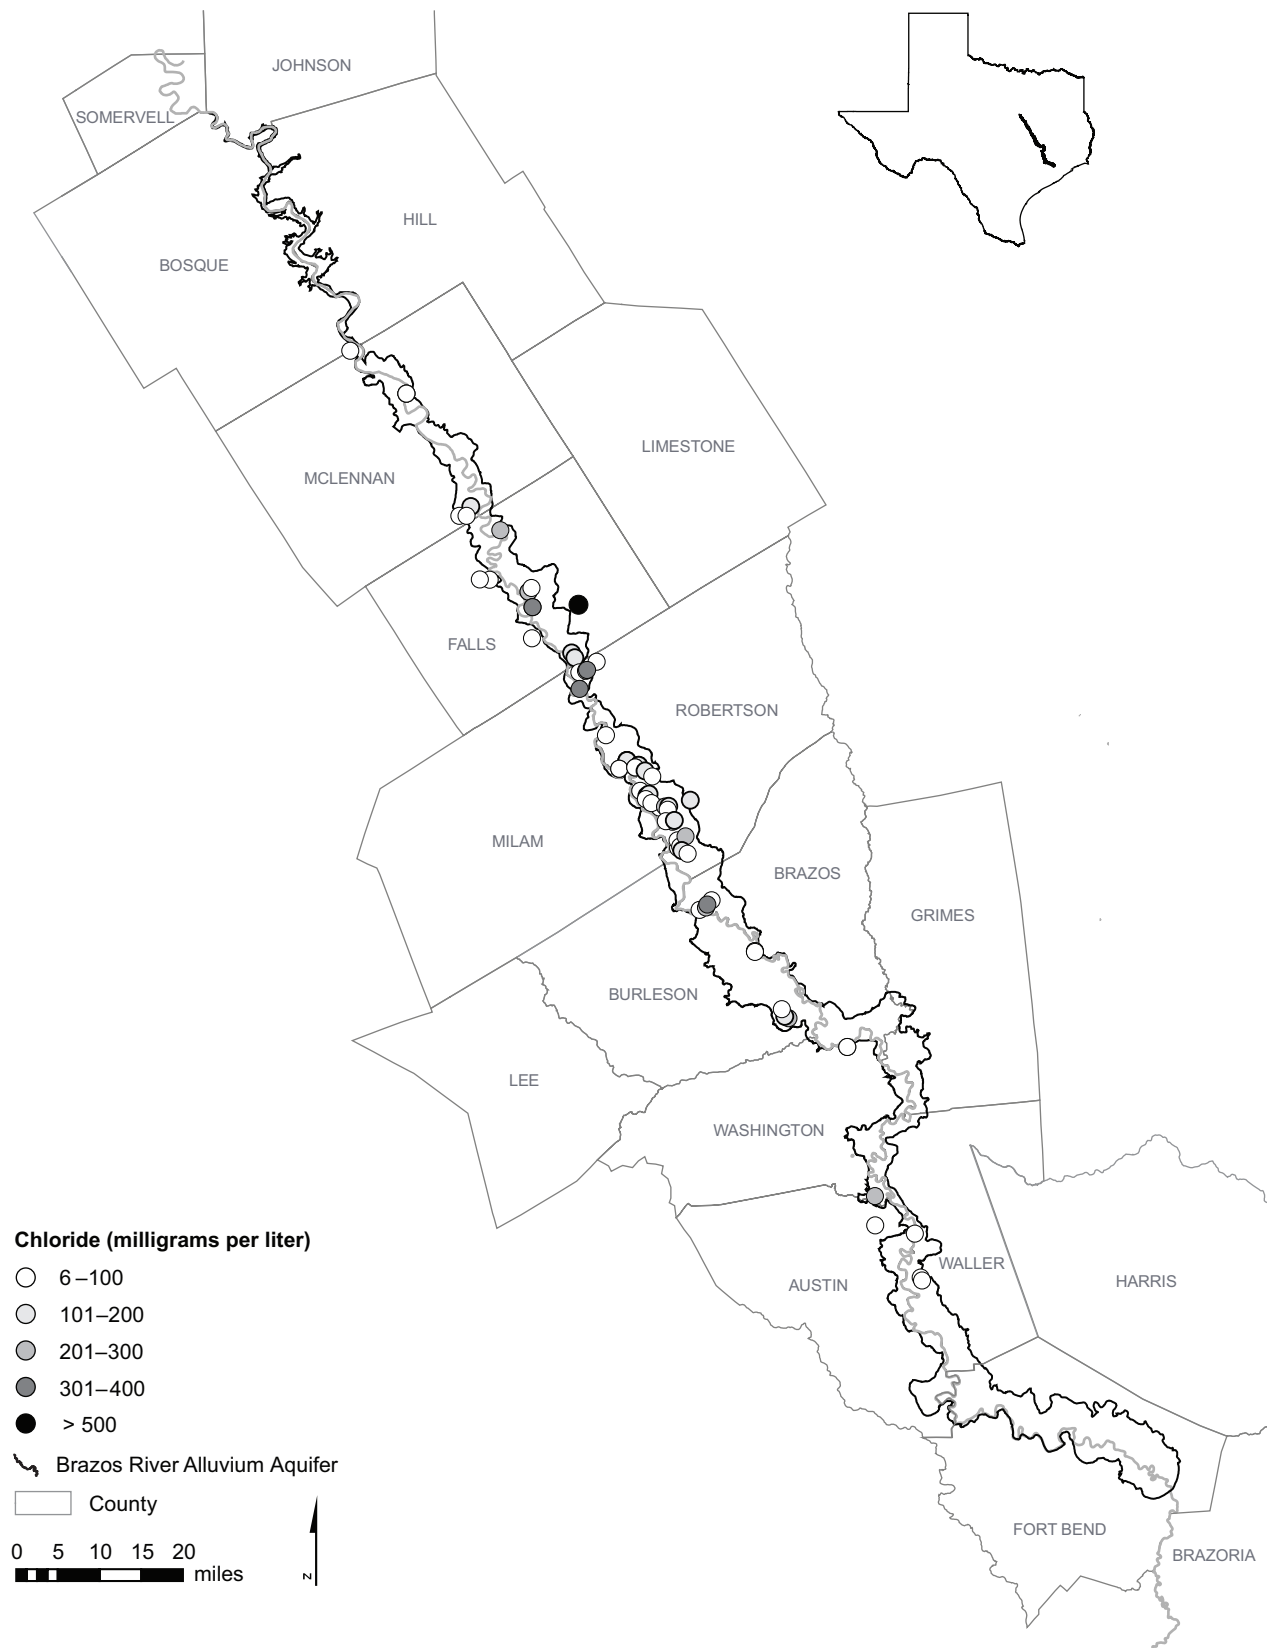 JOHNSON
SOMERVELL
HILL
BOSQUE
LIMESTONE
MCLENNAN
FALLS
ROBERTSON
MILAM
BRAZOS
GRIMES
BURLESON
LEE
WASHINGTON
WALLER
AUSTIN
HARRIS
FORT BEND
BRAZORIA
Chloride (milligrams per liter)
6–100
101–200
201–300
301–400
> 500
Brazos River Alluvium Aquifer
County
0 5 10 15 20
miles
N